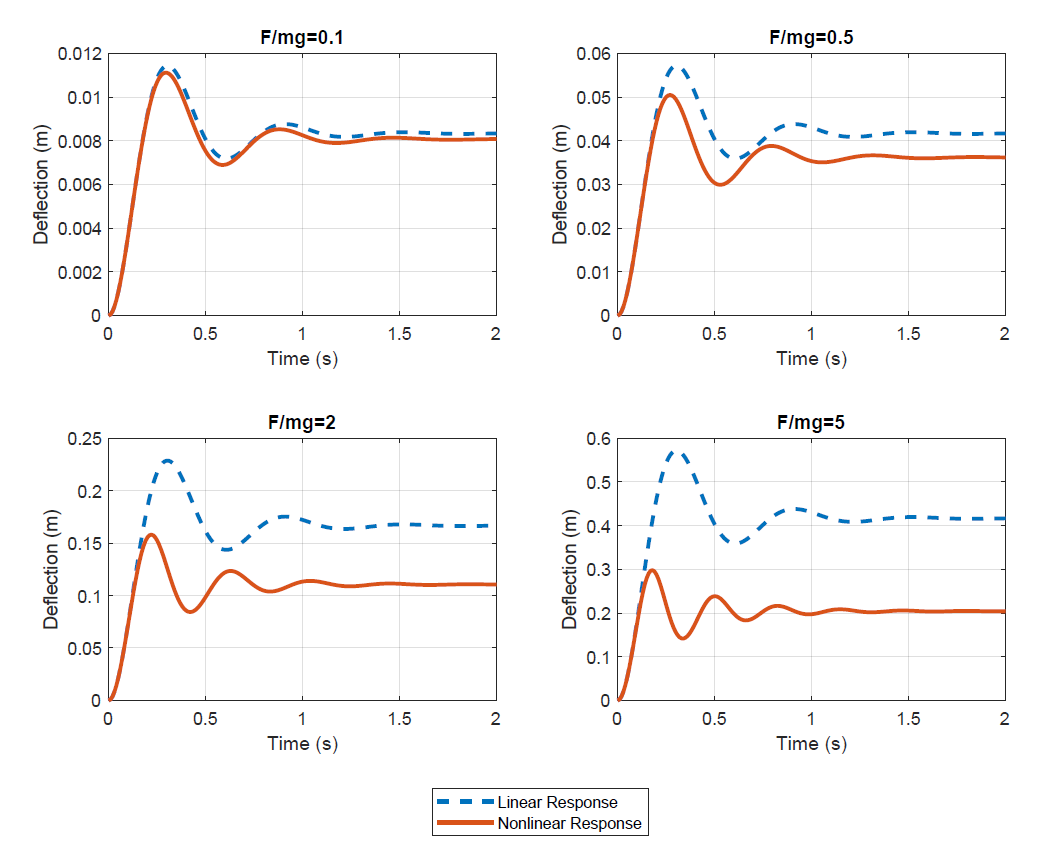 F/mg=0.1
0.012
0.01
0.008
0.006
0.004
0.002
0
Deflection (m)
0 0.5 1 1.5 2
Time (s)
F/mg=0.5
0.06
0.05
0.04
0.03
0.02
0.01
0
Deflection (m)
0 0.5 1 1.5 2
Time (s)
F/mg=2
0.25
0.2
0.15
0.1
0.05
0
Deflection (m)
0 0.5 1 1.5 2
Time (s)
F/mg=5
0.6
0.5
0.4
0.3
0.2
0.1
0
Deflection (m)
0 0.5 1 1.5 2
Time (s)
Linear Response
Nonlinear Response